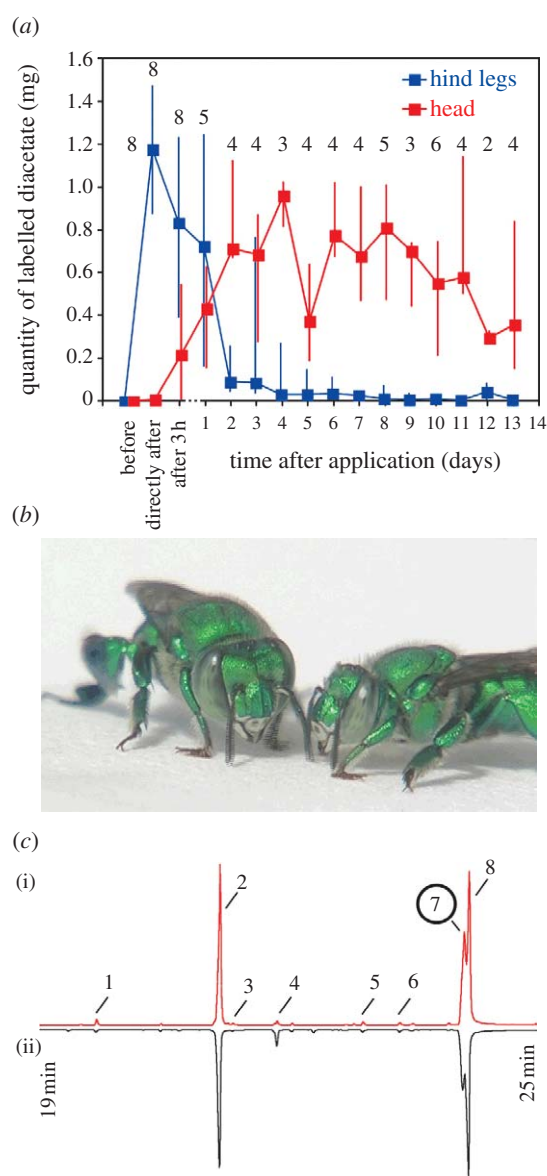 (a)
quantity of labelled diacetate (mg)
1.6
1.4
1.2
1.0
0.8
0.6
0.4
0.2
0
hind legs
head
8 8 8 5 4 4 3 4 4 4 5 3 6 4 2 4
before
directly after
after 3 h
1 2 3 4 5 6 7 8 9 10 11 12 13 14
time after application (days)
(b)
(c)
(i)
1 2 3 4 5 6 7 8
(ii)
19 min
25 min